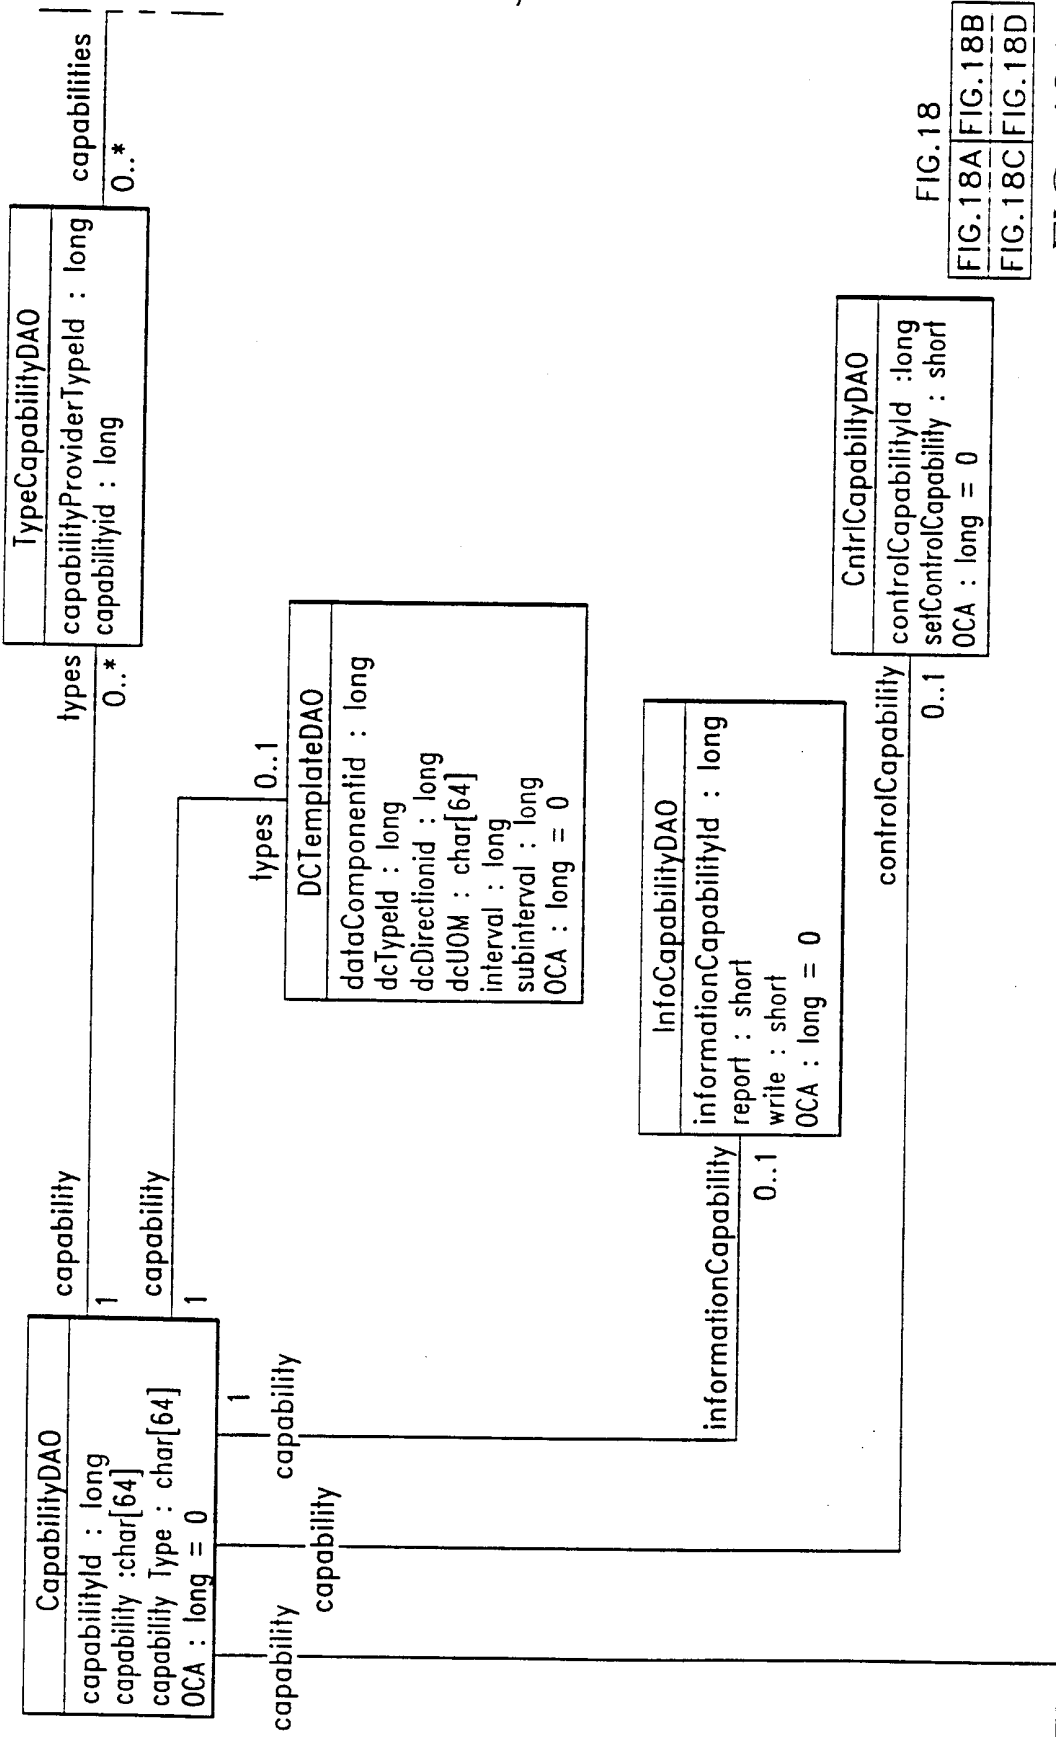 CapabilityDAO
capabilityId : long
capability :char[64]
capability Type : char[64]
OCA : long = 0
capability
1
types
0..*
TypeCapabilityDAO
capabilityProviderTypeId : long
capabilityid : long
capabilities
0..*
capability
1
types
0..1
DCTemplateDAO
dataComponentid : long
dcTypeId : long
dcDirectionid : long
dcUOM : char[64]
interval : long
subinterval : long
OCA : long = 0
1
capability
informationCapability
0..1
InfoCapabilityDAO
informationCapabilityId : long
report : short
write : short
OCA : long = 0
capability
controlCapability
0..1
CntrlCapabiltyDAO
controlCapabilityId :long
setControlCapability : short
OCA : long = 0
capability
FIG.18
FIG.18A FIG.18B
FIG.18C FIG.18D